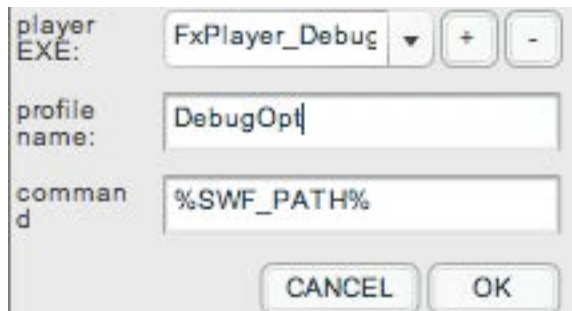 player
EXE:
FxPlayer_Debug
+
-
profile
name:
DebugOpt
comman
d
%SWF_PATH%
CANCEL
OK